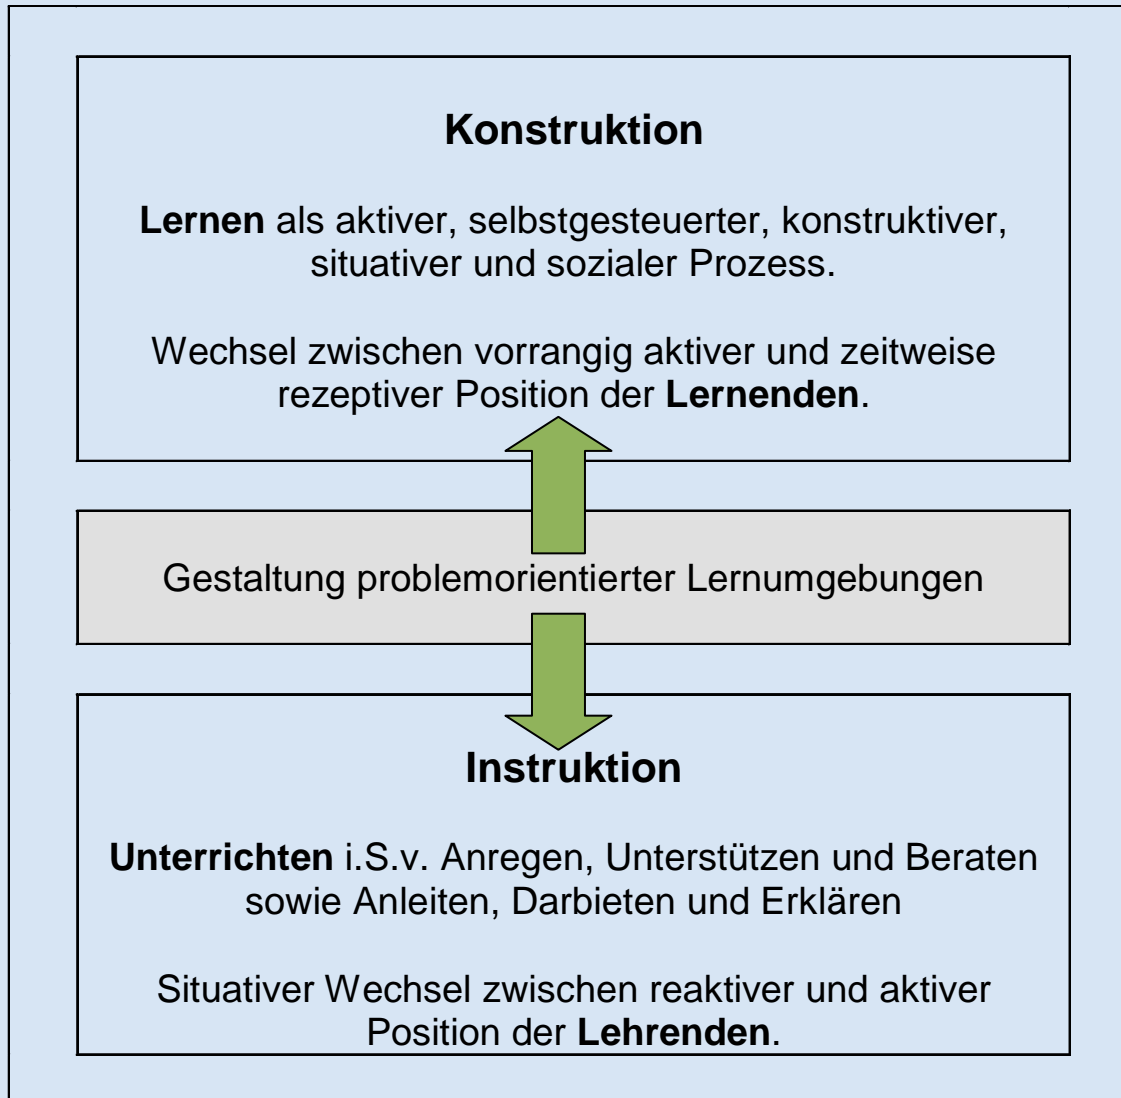 Konstruktion
Lernen als aktiver, selbstgesteuerter, konstruktiver,
situativer und sozialer Prozess.
Wechsel zwischen vorrangig aktiver und zeitweise
rezeptiver Position der Lernenden.
Gestaltung problemorientierter Lernumgebungen
Instruktion
Unterrichten i.S.v. Anregen, Unterstützen und Beraten
sowie Anleiten, Darbieten und Erklären
Situativer Wechsel zwischen reaktiver und aktiver
Position der Lehrenden.